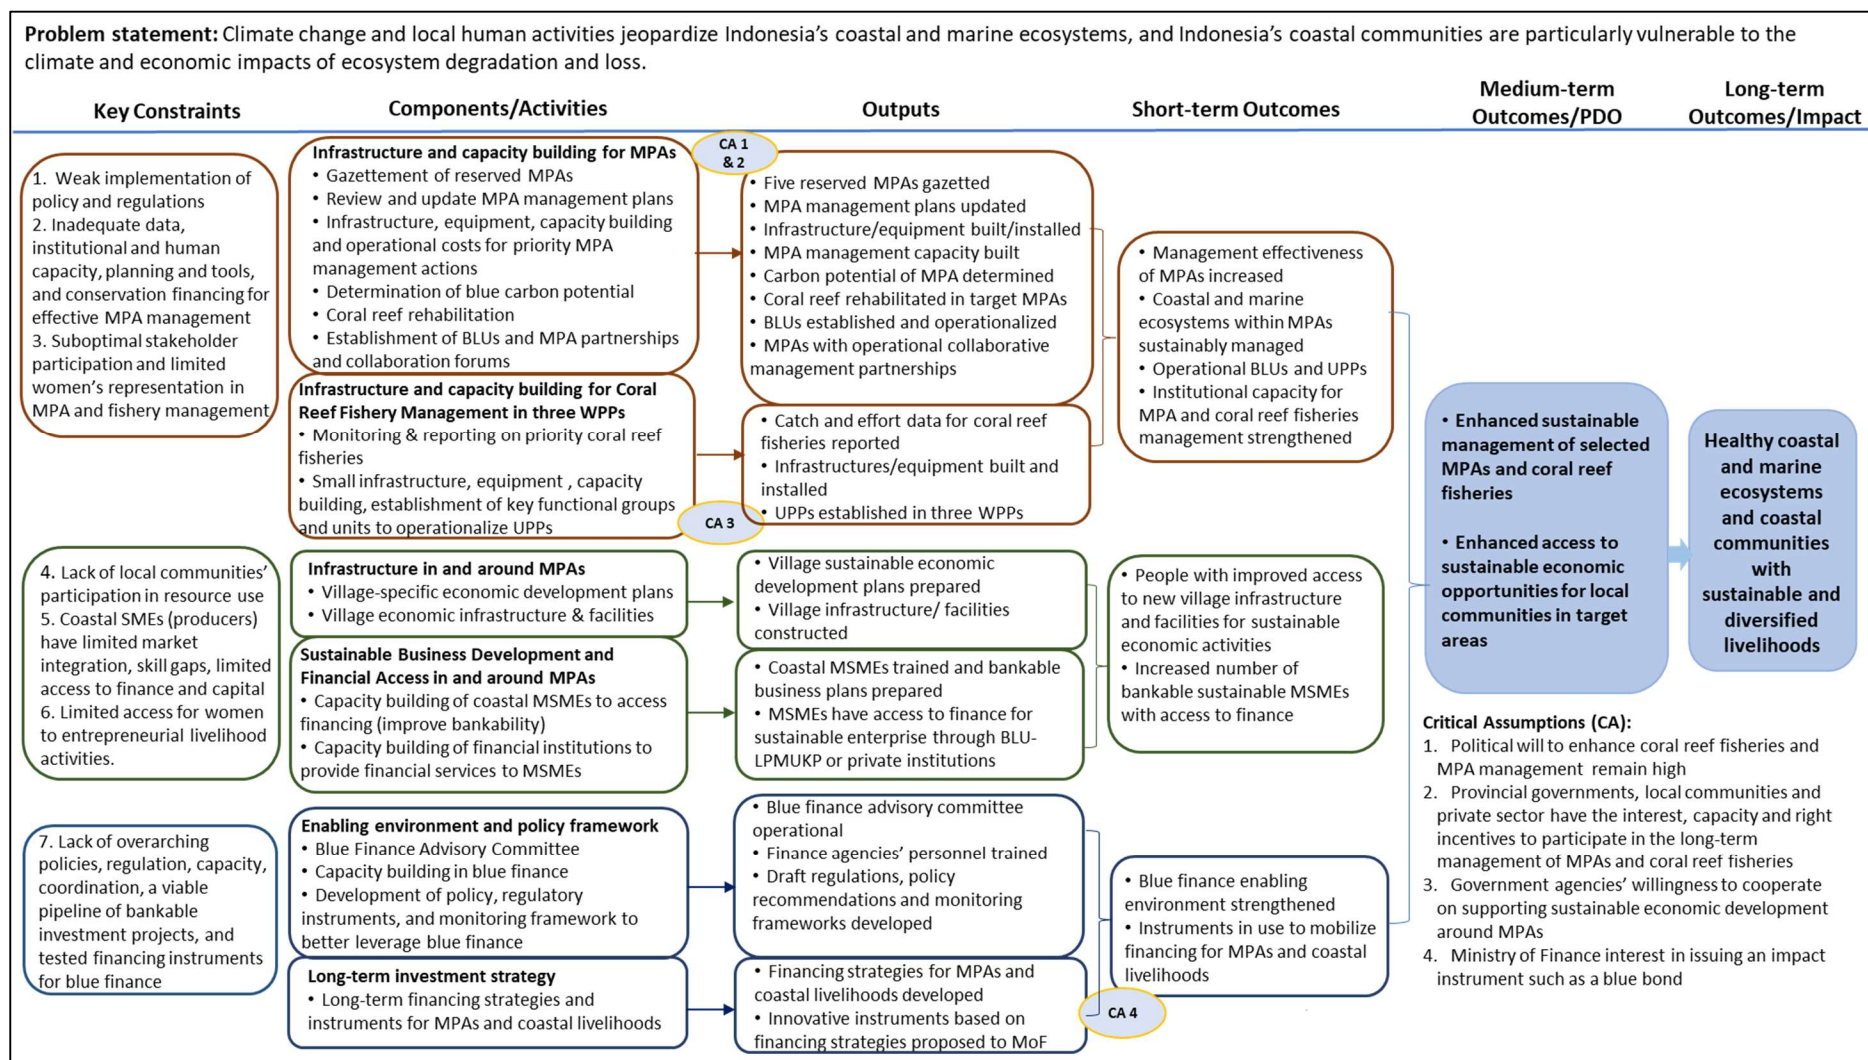 Problem statement: Climate change and local human activities jeopardize Indonesia's coastal and marine ecosystems, and Indonesia's coastal communities are particularly vulnerable to the
climate and economic impacts of ecosystem degradation and loss.
Key Constraints
Components/Activities
Outputs
Short-term Outcomes
Medium-term
Outcomes/PDO
Long-term
Outcomes/Impact
1. Weak implementation of
policy and regulations
2. Inadequate data,
institutional and human
capacity, planning and tools,
and conservation financing for
effective MPA management
3. Suboptimal stakeholder
participation and limited
women's representation in
MPA and fishery management
Infrastructure and capacity building for MPAs
• Gazettement of reserved MPAs
• Review and update MPA management plans
• Infrastructure, equipment, capacity building
and operational costs for priority MPA
management actions
• Determination of blue carbon potential
• Coral reef rehabilitation
• Establishment of BLUs and MPA partnerships
and collaboration forums
CA 1
& 2
• Five reserved MPAs gazetted
• MPA management plans updated
• Infrastructure/equipment built/installed
• MPA management capacity built
• Carbon potential of MPA determined
• Coral reef rehabilitated in target MPAs
• BLUs established and operationalized
• MPAs with operational collaborative
management partnerships
Infrastructure and capacity building for Coral
Reef Fishery Management in three WPPs
• Monitoring & reporting on priority coral reef
fisheries
• Small infrastructure, equipment , capacity
building, establishment of key functional groups
and units to operationalize UPPs
CA 3
• Catch and effort data for coral reef
fisheries reported
• Infrastructures/equipment built and
installed
• UPPs established in three WPPs
• Management effectiveness
of MPAs increased
• Coastal and marine
ecosystems within MPAs
sustainably managed
• Operational BLUs and UPPs
• Institutional capacity for
MPA and coral reef fisheries
management strengthened
4. Lack of local communities'
participation in resource use
5. Coastal SMEs (producers)
have limited market
integration, skill gaps, limited
access to finance and capital
6. Limited access for women
to entrepreneurial livelihood
activities.
Infrastructure in and around MPAs
• Village-specific economic development plans
• Village economic infrastructure & facilities
• Village sustainable economic
development plans prepared
• Village infrastructure/ facilities
constructed
Sustainable Business Development and
Financial Access in and around MPAs
• Capacity building of coastal MSMEs to access
financing (improve bankability)
• Capacity building of financial institutions to
provide financial services to MSMEs
• Coastal MSMEs trained and bankable
business plans prepared
• MSMEs have access to finance for
sustainable enterprise through BLU-
LPMUKP or private institutions
• People with improved access
to new village infrastructure
and facilities for sustainable
economic activities
• Increased number of
bankable sustainable MSMEs
with access to finance
7. Lack of overarching
policies, regulation, capacity,
coordination, a viable
pipeline of bankable
investment projects, and
tested financing instruments
for blue finance
Enabling environment and policy framework
• Blue Finance Advisory Committee
• Capacity building in blue finance
• Development of policy, regulatory
instruments, and monitoring framework to
better leverage blue finance
• Blue finance advisory committee
operational
• Finance agencies' personnel trained
• Draft regulations, policy
recommendations and monitoring
frameworks developed
Long-term investment strategy
• Long-term financing strategies and
instruments for MPAs and coastal livelihoods
• Financing strategies for MPAs and
coastal livelihoods developed
• Innovative instruments based on
financing strategies proposed to MoF
CA 4
• Blue finance enabling
environment strengthened
• Instruments in use to mobilize
financing for MPAs and coastal
livelihoods
• Enhanced sustainable
management of selected
MPAs and coral reef
fisheries
• Enhanced access to
sustainable economic
opportunities for local
communities in target
areas
Healthy coastal
and marine
ecosystems
and coastal
communities
with
sustainable and
diversified
livelihoods
Critical Assumptions (CA):
1. Political will to enhance coral reef fisheries and
MPA management remain high
2. Provincial governments, local communities and
private sector have the interest, capacity and right
incentives to participate in the long-term
management of MPAs and coral reef fisheries
3. Government agencies' willingness to cooperate
on supporting sustainable economic development
around MPAs
4. Ministry of Finance interest in issuing an impact
instrument such as a blue bond